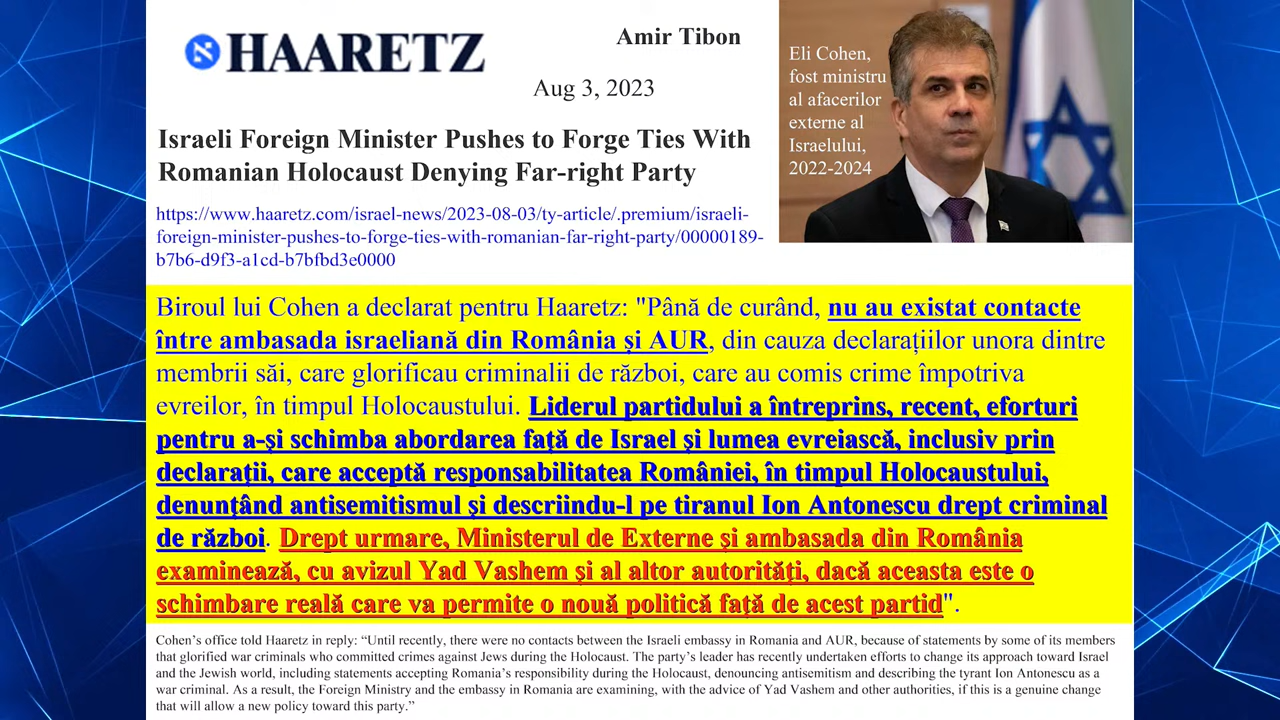 HAARETZ
Amir Tibon
Aug 3, 2023
Israeli Foreign Minister Pushes to Forge Ties With
Romanian Holocaust Denying Far-right Party
https://www.haaretz.com/israel-news/2023-08-03/ty-article/.premium/israeli-
foreign-minister-pushes-to-forge-ties-with-romanian-far-right-party/00000189-
b7b6-d9f3-a1cd-b7bfbd3e0000
Eli Cohen,
fost ministru
al afacerilor
externe al
Israelului,
2022-2024
Biroul lui Cohen a declarat pentru Haaretz: "Până de curând, nu au existat contacte
între ambasada israeliană din România și AUR, din cauza declarațiilor unora dintre
membrii săi, care glorificau criminalii de război, care au comis crime împotriva
evreilor, în timpul Holocaustului. Liderul partidului a întreprins, recent, eforturi
pentru a-și schimba abordarea față de Israel și lumea evreiască, inclusiv prin
declarații, care acceptă responsabilitatea României, în timpul Holocaustului,
denunțând antisemitismul și descriindu-l pe tiranul Ion Antonescu drept criminal
de război. Drept urmare, Ministerul de Externe și ambasada din România
examinează, cu avizul Yad Vashem și al altor autorități, dacă aceasta este o
schimbare reală care va permite o nouă politică față de acest partid".
Cohen’s office told Haaretz in reply: “Until recently, there were no contacts between the Israeli embassy in Romania and AUR, because of statements by some of its members
that glorified war criminals who committed crimes against Jews during the Holocaust. The party’s leader has recently undertaken efforts to change its approach toward Israel
and the Jewish world, including statements accepting Romania’s responsibility during the Holocaust, denouncing antisemitism and describing the tyrant Ion Antonescu as a
war criminal. As a result, the Foreign Ministry and the embassy in Romania are examining, with the advice of Yad Vashem and other authorities, if this is a genuine change
that will allow a new policy toward this party.”